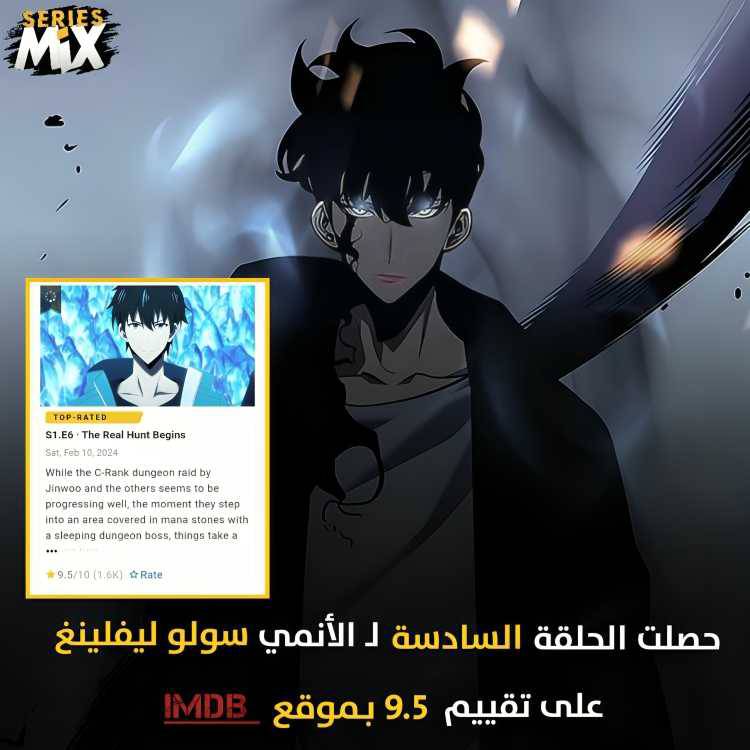 SERIES
MiX
TOP-RATED
S1.E6 · The Real Hunt Begins
Sat, Feb 10, 2024
While the C-Rank dungeon raid by
Jinwoo and the others seems to be
progressing well, the moment they step
into an area covered in mana stones with
a sleeping dungeon boss, things take a
•••
9.5/10 (1.6K) Rate
حصلت الحلقة السادسة لـ الأنمي سولو ليفلينغ
على تقييم 9.5 بموقع IMDB